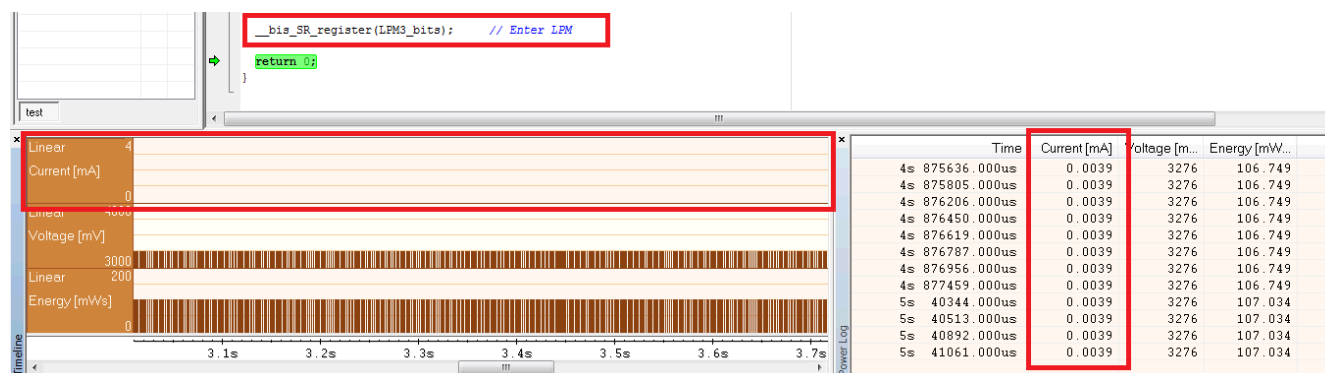 __bis_SR_register(LPM3_bits);     // Enter LPM
return 0;
}
test
Linear 4
Current [mA]
0
Linear 4000
Voltage [mV]
3000
Linear 200
Energy [mWs]
0
3.1s 3.2s 3.3s 3.4s 3.5s 3.6s 3.7s
Timeline
Power Log
Time Current [mA] Voltage [m... Energy [mW...
4s 875636.000us 0.0039 3276 106.749
4s 875805.000us 0.0039 3276 106.749
4s 876206.000us 0.0039 3276 106.749
4s 876450.000us 0.0039 3276 106.749
4s 876619.000us 0.0039 3276 106.749
4s 876787.000us 0.0039 3276 106.749
4s 876956.000us 0.0039 3276 106.749
4s 877459.000us 0.0039 3276 106.749
5s 40344.000us 0.0039 3276 107.034
5s 40513.000us 0.0039 3276 107.034
5s 40892.000us 0.0039 3276 107.034
5s 41061.000us 0.0039 3276 107.034